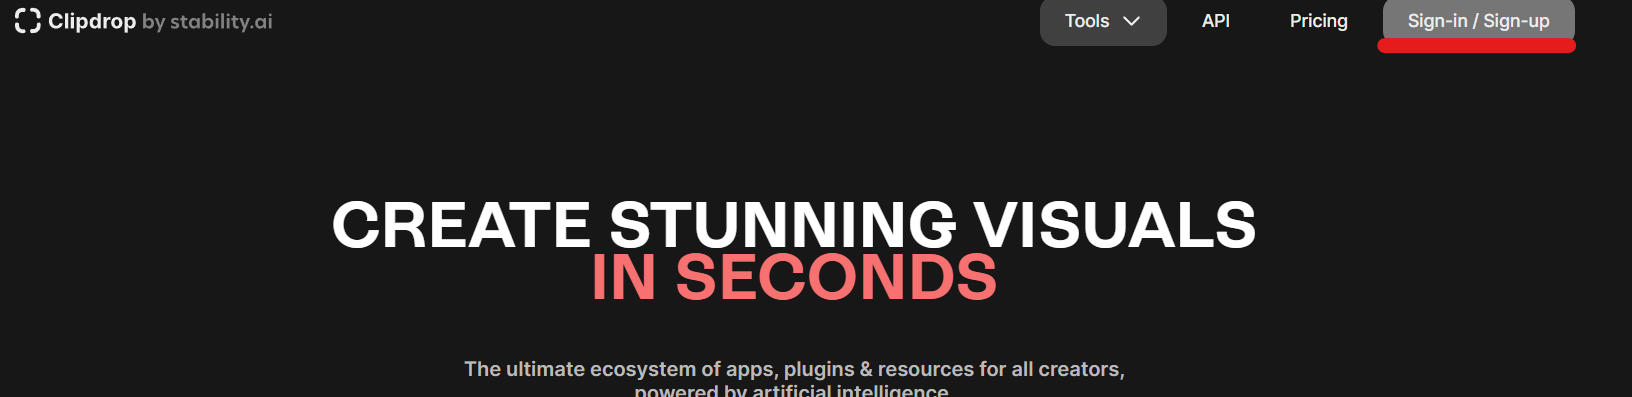 Clipdrop by stability.ai
Tools API Pricing Sign-in / Sign-up
CREATE STUNNING VISUALS
IN SECONDS
The ultimate ecosystem of apps, plugins & resources for all creators,
powered by artificial intelligence